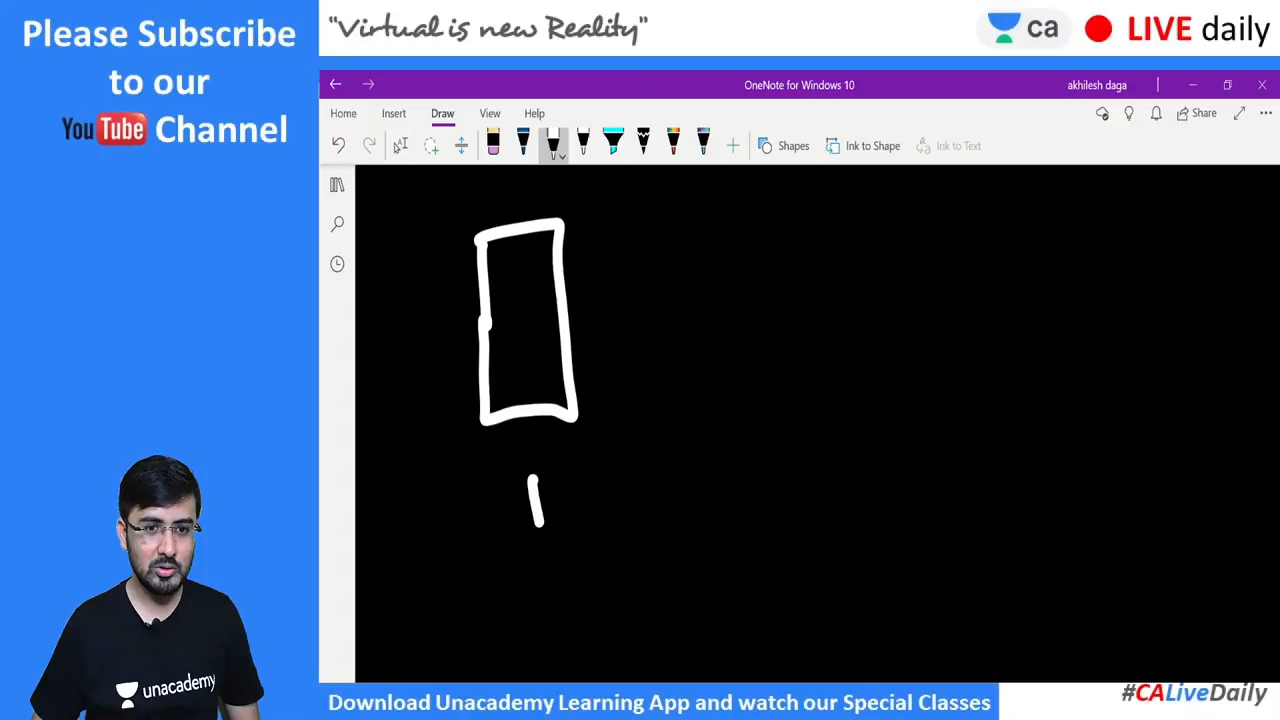 Please Subscribe
to our
YouTube Channel
"Virtual is new Reality"
ca
LIVE daily
OneNote for Windows 10
akhilesh daga
Home Insert Draw View Help
Share
Shapes Ink to Shape Ink to Text
1
unacademy
Download Unacademy Learning App and watch our Special Classes
#CALiveDaily